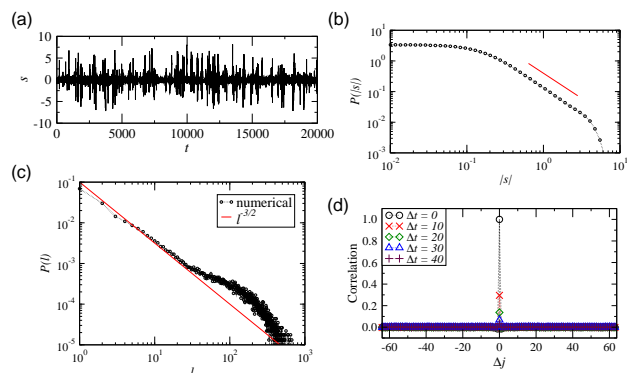 (a)
10
5
0
-5
-10
s
0 5000 10000 15000 20000
t
(b)
10^1
10^0
10^-1
10^-2
10^-3
P(|s|)
10^-2 10^-1 10^0 10^1
|s|
(c)
10^-1
10^-2
10^-3
10^-4
10^-5
P(l)
numerical
l^-3/2
10^0 10^1 10^2 10^3
(d)
1.0
0.8
0.6
0.4
0.2
0.0
Correlation
Δt = 0
Δt = 10
Δt = 20
Δt = 30
Δt = 40
-60 -40 -20 0 20 40 60
Δj